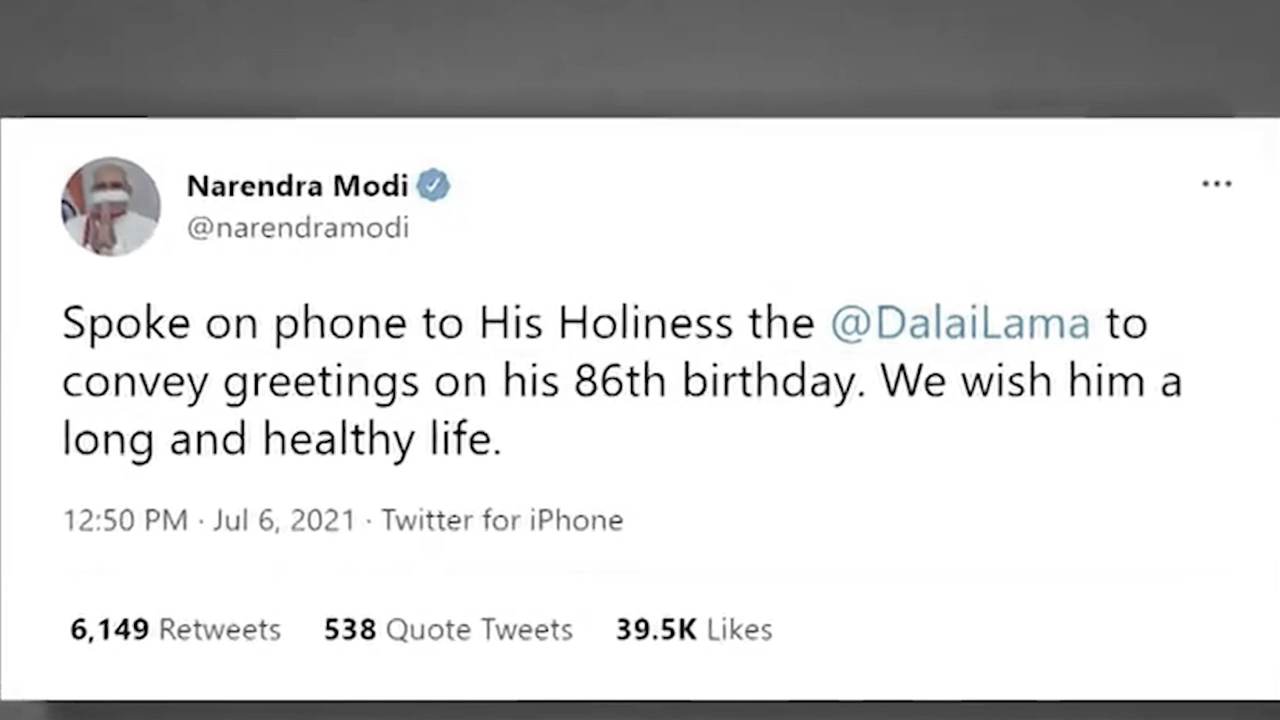 Narendra Modi
@narendramodi
Spoke on phone to His Holiness the @DalaiLama to
convey greetings on his 86th birthday. We wish him a
long and healthy life.
12:50 PM · Jul 6, 2021 · Twitter for iPhone
6,149 Retweets 538 Quote Tweets 39.5K Likes